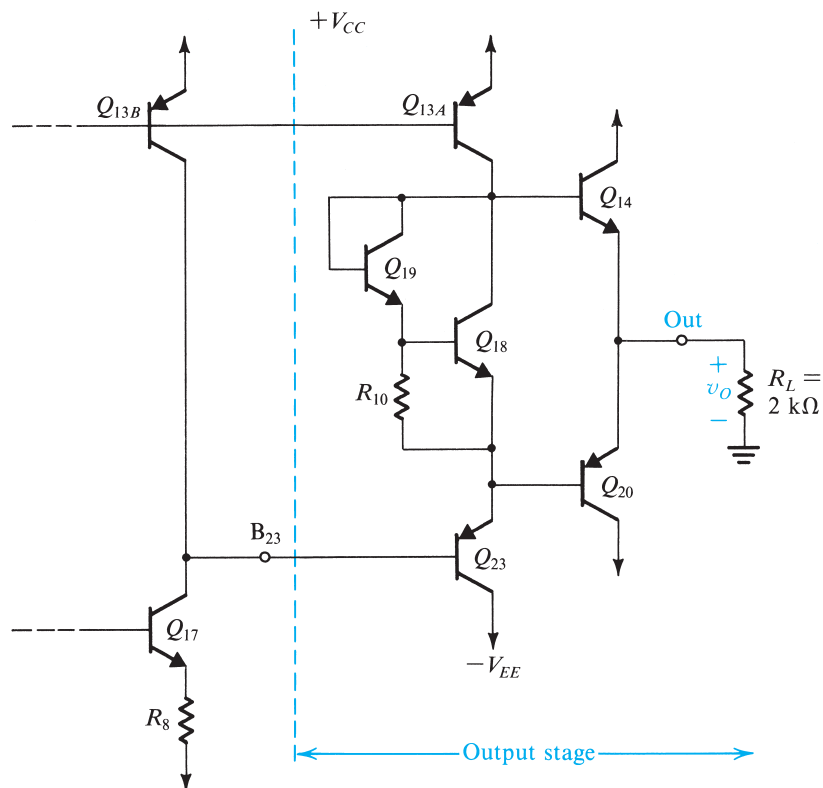 +V_CC
Q_13B
Q_13A
Q_14
Q_19
Q_18
Out
R_10
+
v_O
−
R_L =
2 kΩ
Q_20
B_23
Q_23
Q_17
−V_EE
R_8
Output stage